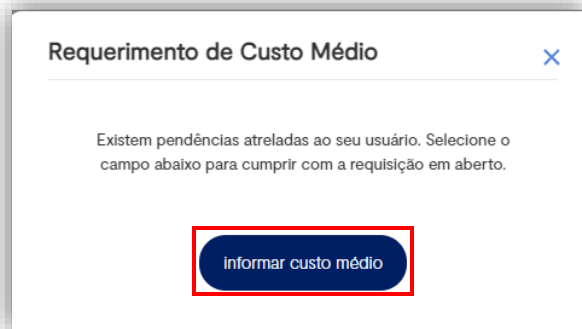 Requerimento de Custo Médio
Existem pendências atreladas ao seu usuário. Selecione o
campo abaixo para cumprir com a requisição em aberto.
informar custo médio